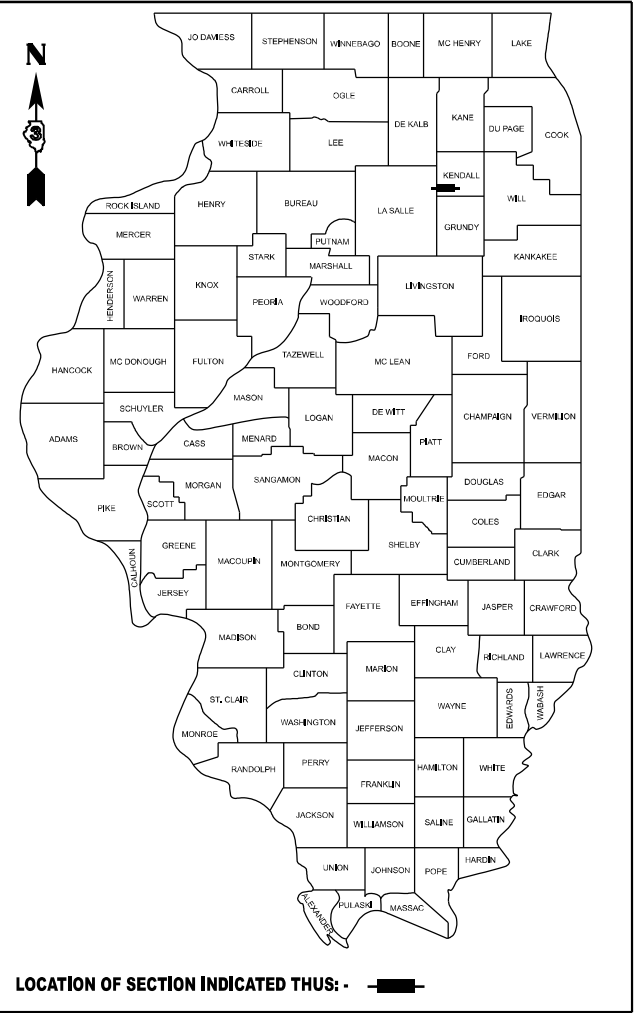 JO DAVIESS
STEPHENSON
WINNEBAGO
BOONE
MC HENRY
LAKE
N
CARROLL
OGLE
DE KALB
KANE
DU PAGE
COOK
3
WHITESIDE
LEE
KENDALL
WILL
ROCK ISLAND
HENRY
BUREAU
LA SALLE
MERCER
PUTNAM
GRUNDY
STARK
MARSHALL
KANKAKEE
HENDERSON
WARREN
KNOX
PEORIA
WOODFORD
LIVINGSTON
IROQUOIS
HANCOCK
MC DONOUGH
FULTON
TAZEWELL
MC LEAN
FORD
SCHUYLER
MASON
LOGAN
DE WITT
CHAMPAIGN
VERMILION
ADAMS
BROWN
CASS
MENARD
PIATT
MACON
PIKE
SCOTT
MORGAN
SANGAMON
MOULTRIE
DOUGLAS
EDGAR
CHRISTIAN
COLES
CALHOUN
GREENE
MACOUPIN
MONTGOMERY
SHELBY
CUMBERLAND
CLARK
JERSEY
FAYETTE
EFFINGHAM
JASPER
CRAWFORD
MADISON
BOND
CLAY
RICHLAND
LAWRENCE
CLINTON
MARION
ST. CLAIR
WAYNE
EDWARDS
WABASH
MONROE
WASHINGTON
JEFFERSON
RANDOLPH
PERRY
HAMILTON
WHITE
FRANKLIN
JACKSON
WILLIAMSON
SALINE
GALLATIN
UNION
JOHNSON
POPE
HARDIN
ALEXANDER
PULASKI
MASSAC
LOCATION OF SECTION INDICATED THUS: -